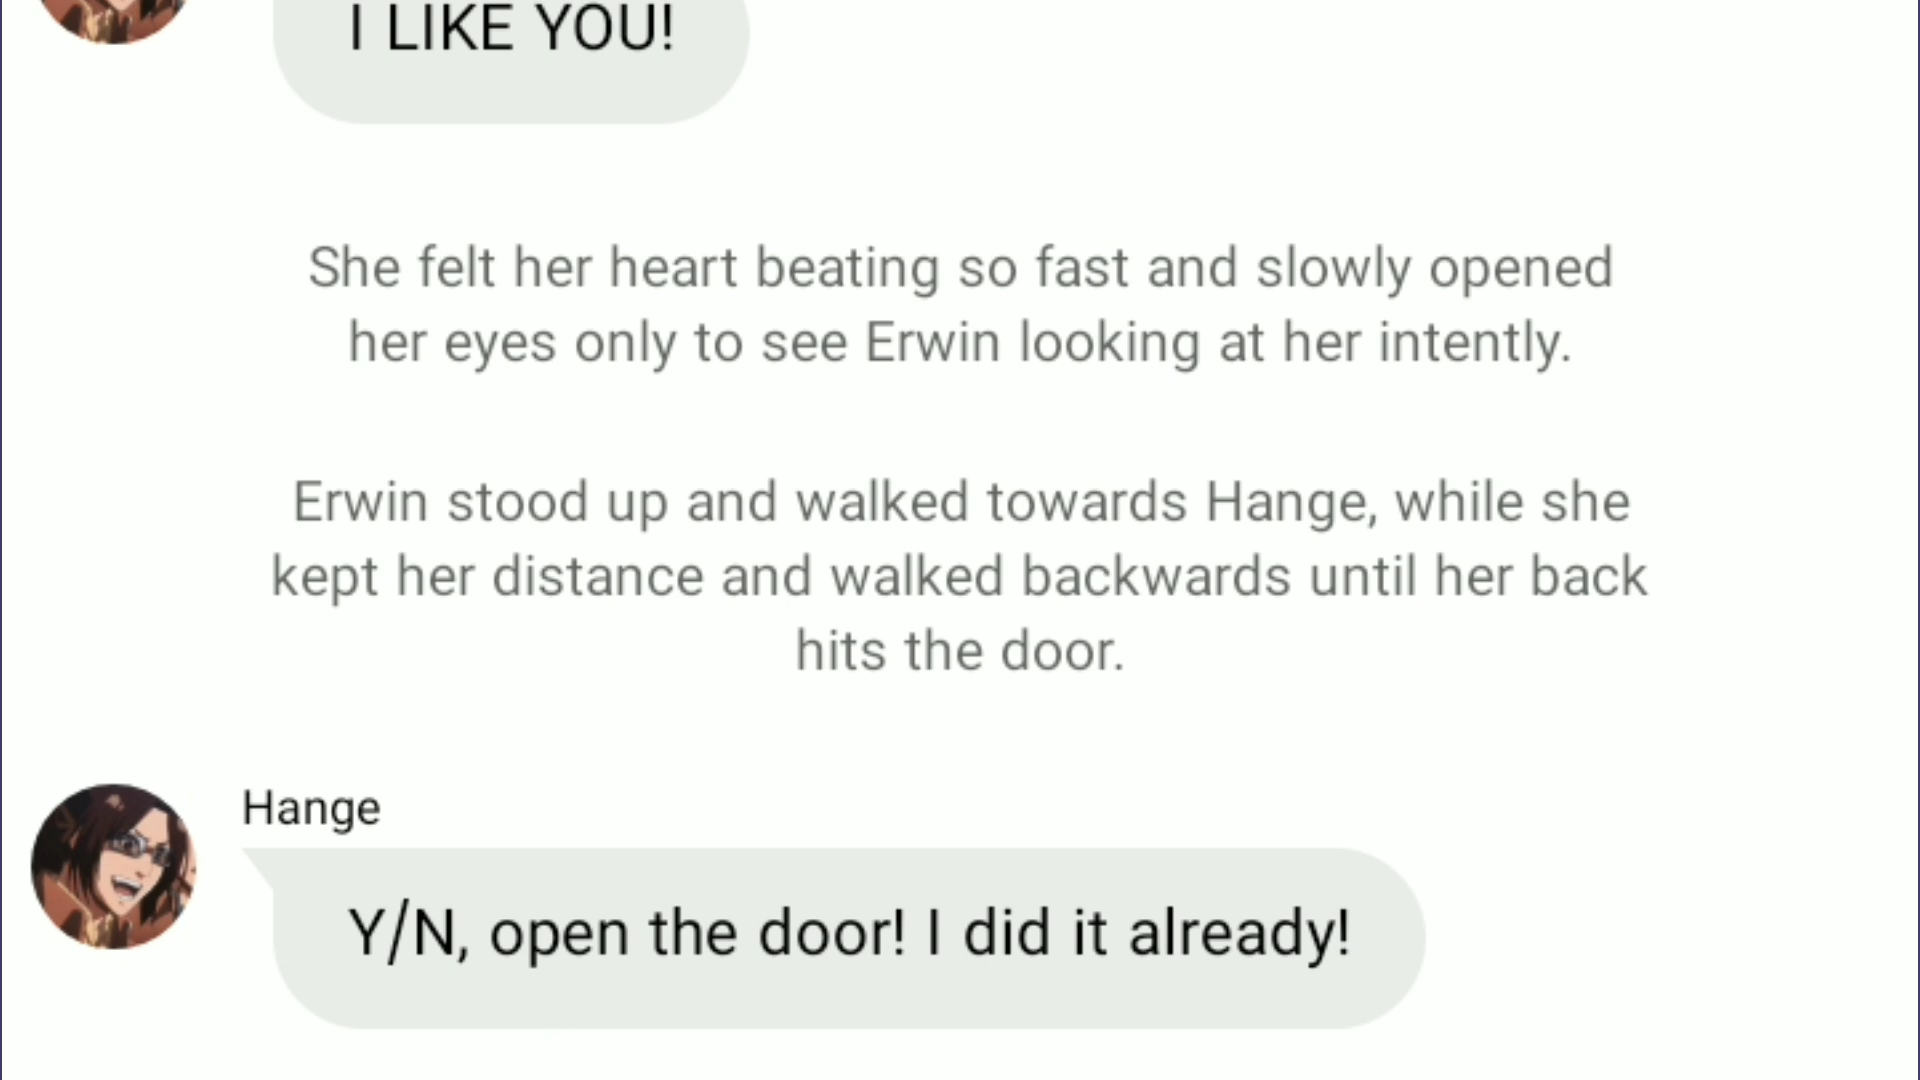 I LIKE YOU!
She felt her heart beating so fast and slowly opened
her eyes only to see Erwin looking at her intently.
Erwin stood up and walked towards Hange, while she
kept her distance and walked backwards until her back
hits the door.
Hange
Y/N, open the door! I did it already!